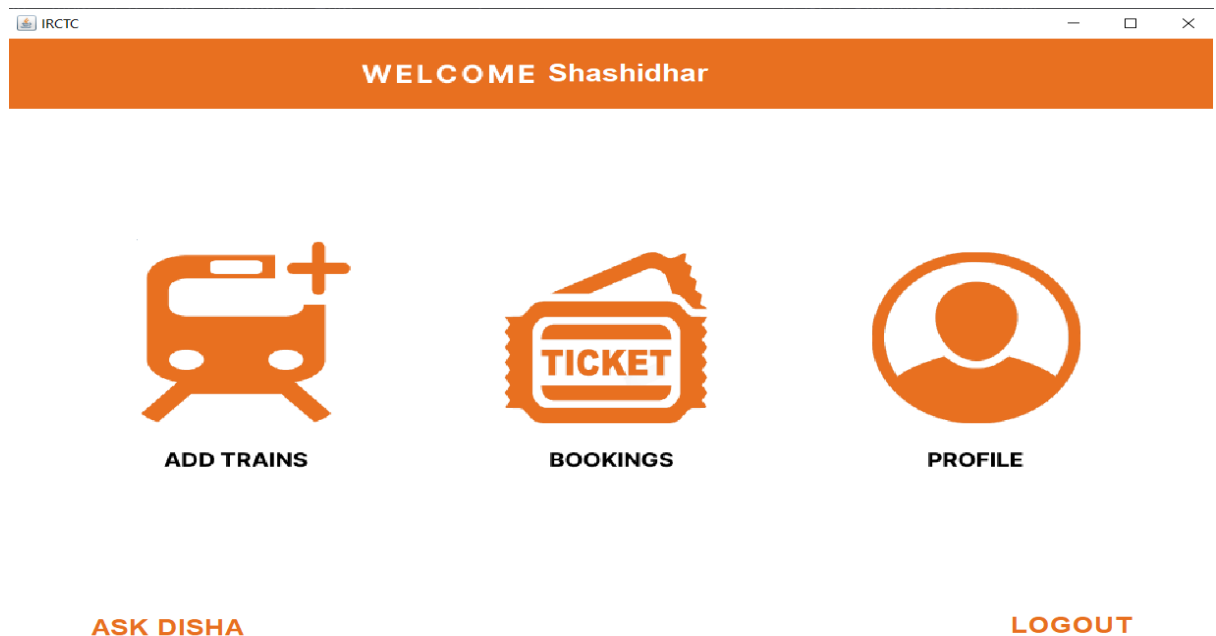 IRCTC
WELCOME Shashidhar
TICKET
ADD TRAINS BOOKINGS PROFILE
ASK DISHA LOGOUT